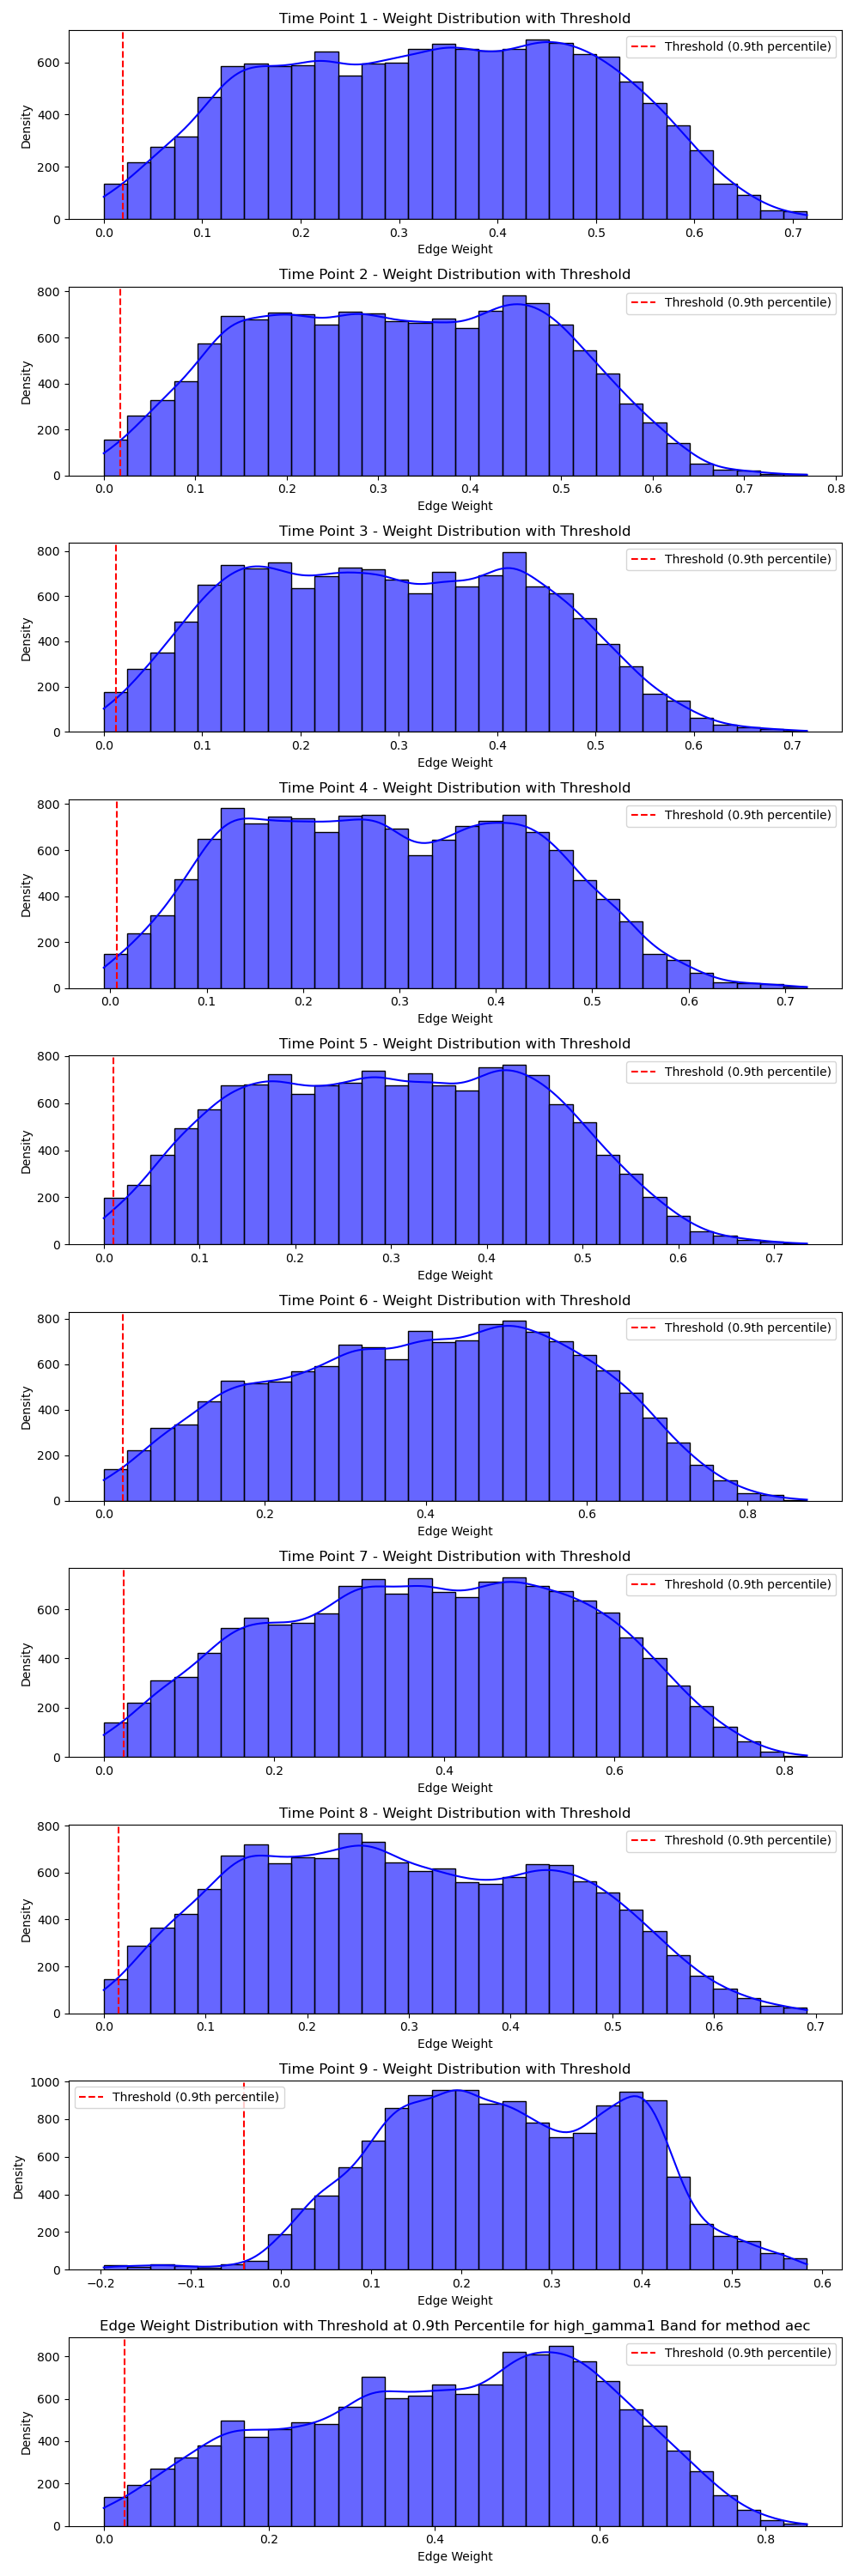 Time Point 1 - Weight Distribution with Threshold
Threshold (0.9th percentile)
Density
600
400
200
0
0.0 0.1 0.2 0.3 0.4 0.5 0.6 0.7
Edge Weight
Time Point 2 - Weight Distribution with Threshold
Threshold (0.9th percentile)
Density
800
600
400
200
0
0.0 0.1 0.2 0.3 0.4 0.5 0.6 0.7 0.8
Edge Weight
Time Point 3 - Weight Distribution with Threshold
Threshold (0.9th percentile)
Density
800
600
400
200
0
0.0 0.1 0.2 0.3 0.4 0.5 0.6 0.7
Edge Weight
Time Point 4 - Weight Distribution with Threshold
Threshold (0.9th percentile)
Density
800
600
400
200
0
0.0 0.1 0.2 0.3 0.4 0.5 0.6 0.7
Edge Weight
Time Point 5 - Weight Distribution with Threshold
Threshold (0.9th percentile)
Density
800
600
400
200
0
0.0 0.1 0.2 0.3 0.4 0.5 0.6 0.7
Edge Weight
Time Point 6 - Weight Distribution with Threshold
Threshold (0.9th percentile)
Density
800
600
400
200
0
0.0 0.2 0.4 0.6 0.8
Edge Weight
Time Point 7 - Weight Distribution with Threshold
Threshold (0.9th percentile)
Density
600
400
200
0
0.0 0.2 0.4 0.6 0.8
Edge Weight
Time Point 8 - Weight Distribution with Threshold
Threshold (0.9th percentile)
Density
800
600
400
200
0
0.0 0.1 0.2 0.3 0.4 0.5 0.6 0.7
Edge Weight
Time Point 9 - Weight Distribution with Threshold
Threshold (0.9th percentile)
Density
1000
800
600
400
200
0
−0.2 −0.1 0.0 0.1 0.2 0.3 0.4 0.5 0.6
Edge Weight
Edge Weight Distribution with Threshold at 0.9th Percentile for high_gamma1 Band for method aec
Threshold (0.9th percentile)
Density
800
600
400
200
0
0.0 0.2 0.4 0.6 0.8
Edge Weight